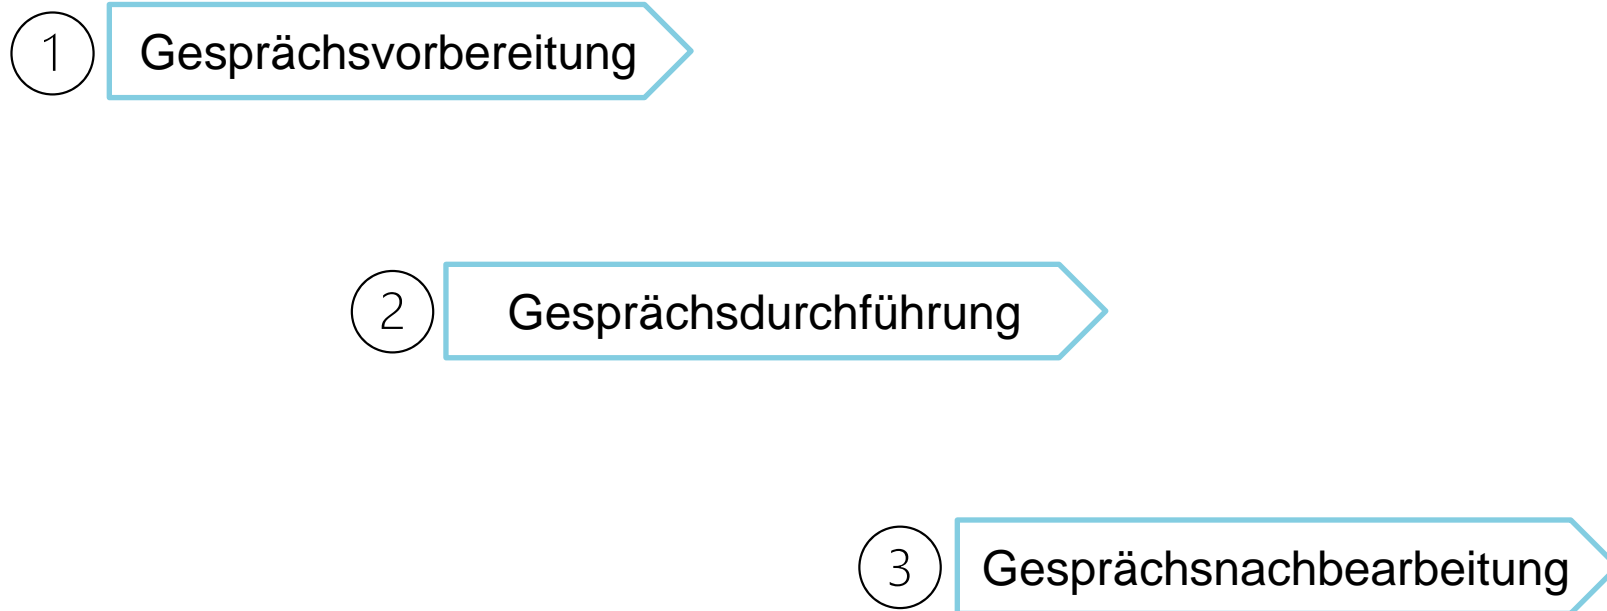 1 Gesprächsvorbereitung
2 Gesprächsdurchführung
3 Gesprächsnachbearbeitung